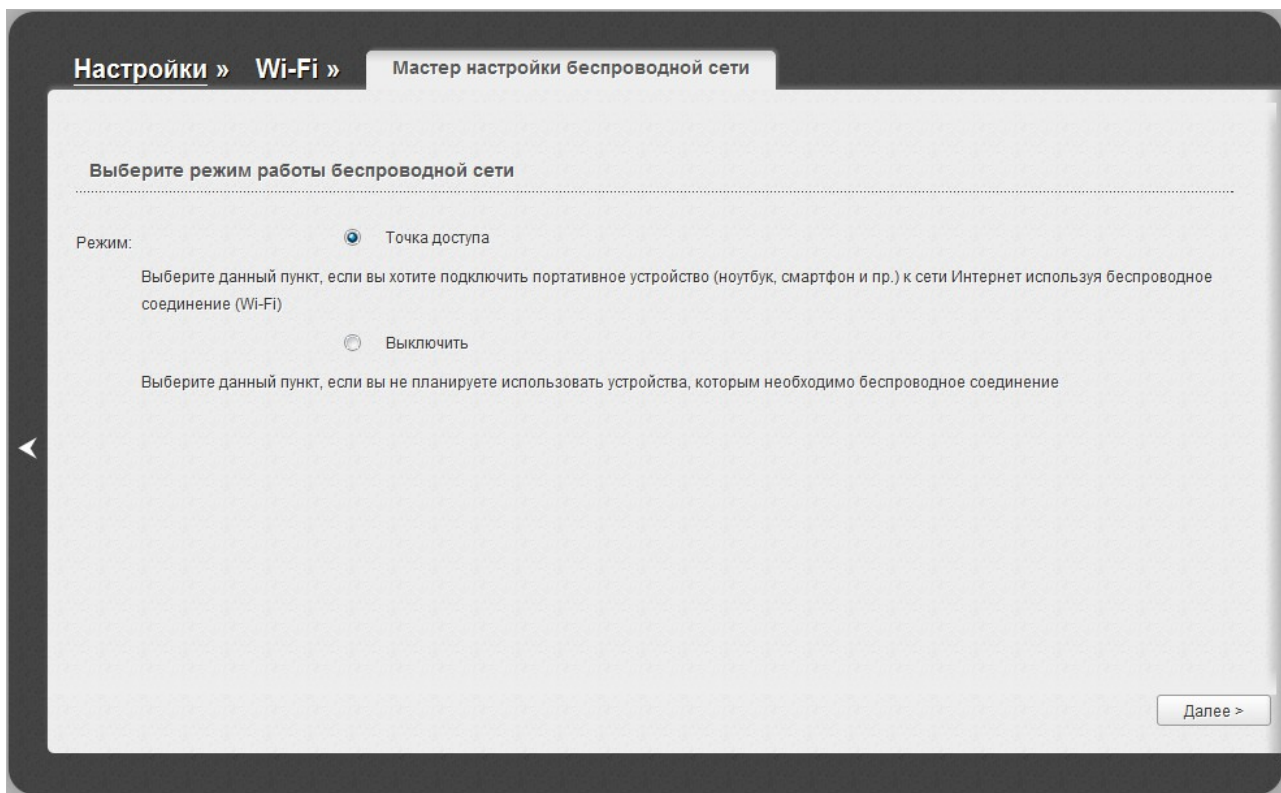 Настройки » Wi-Fi » Мастер настройки беспроводной сети
Выберите режим работы беспроводной сети
Режим: Точка доступа
Выберите данный пункт, если вы хотите подключить портативное устройство (ноутбук, смартфон и пр.) к сети Интернет используя беспроводное
соединение (Wi-Fi)
Выключить
Выберите данный пункт, если вы не планируете использовать устройства, которым необходимо беспроводное соединение
Далее >